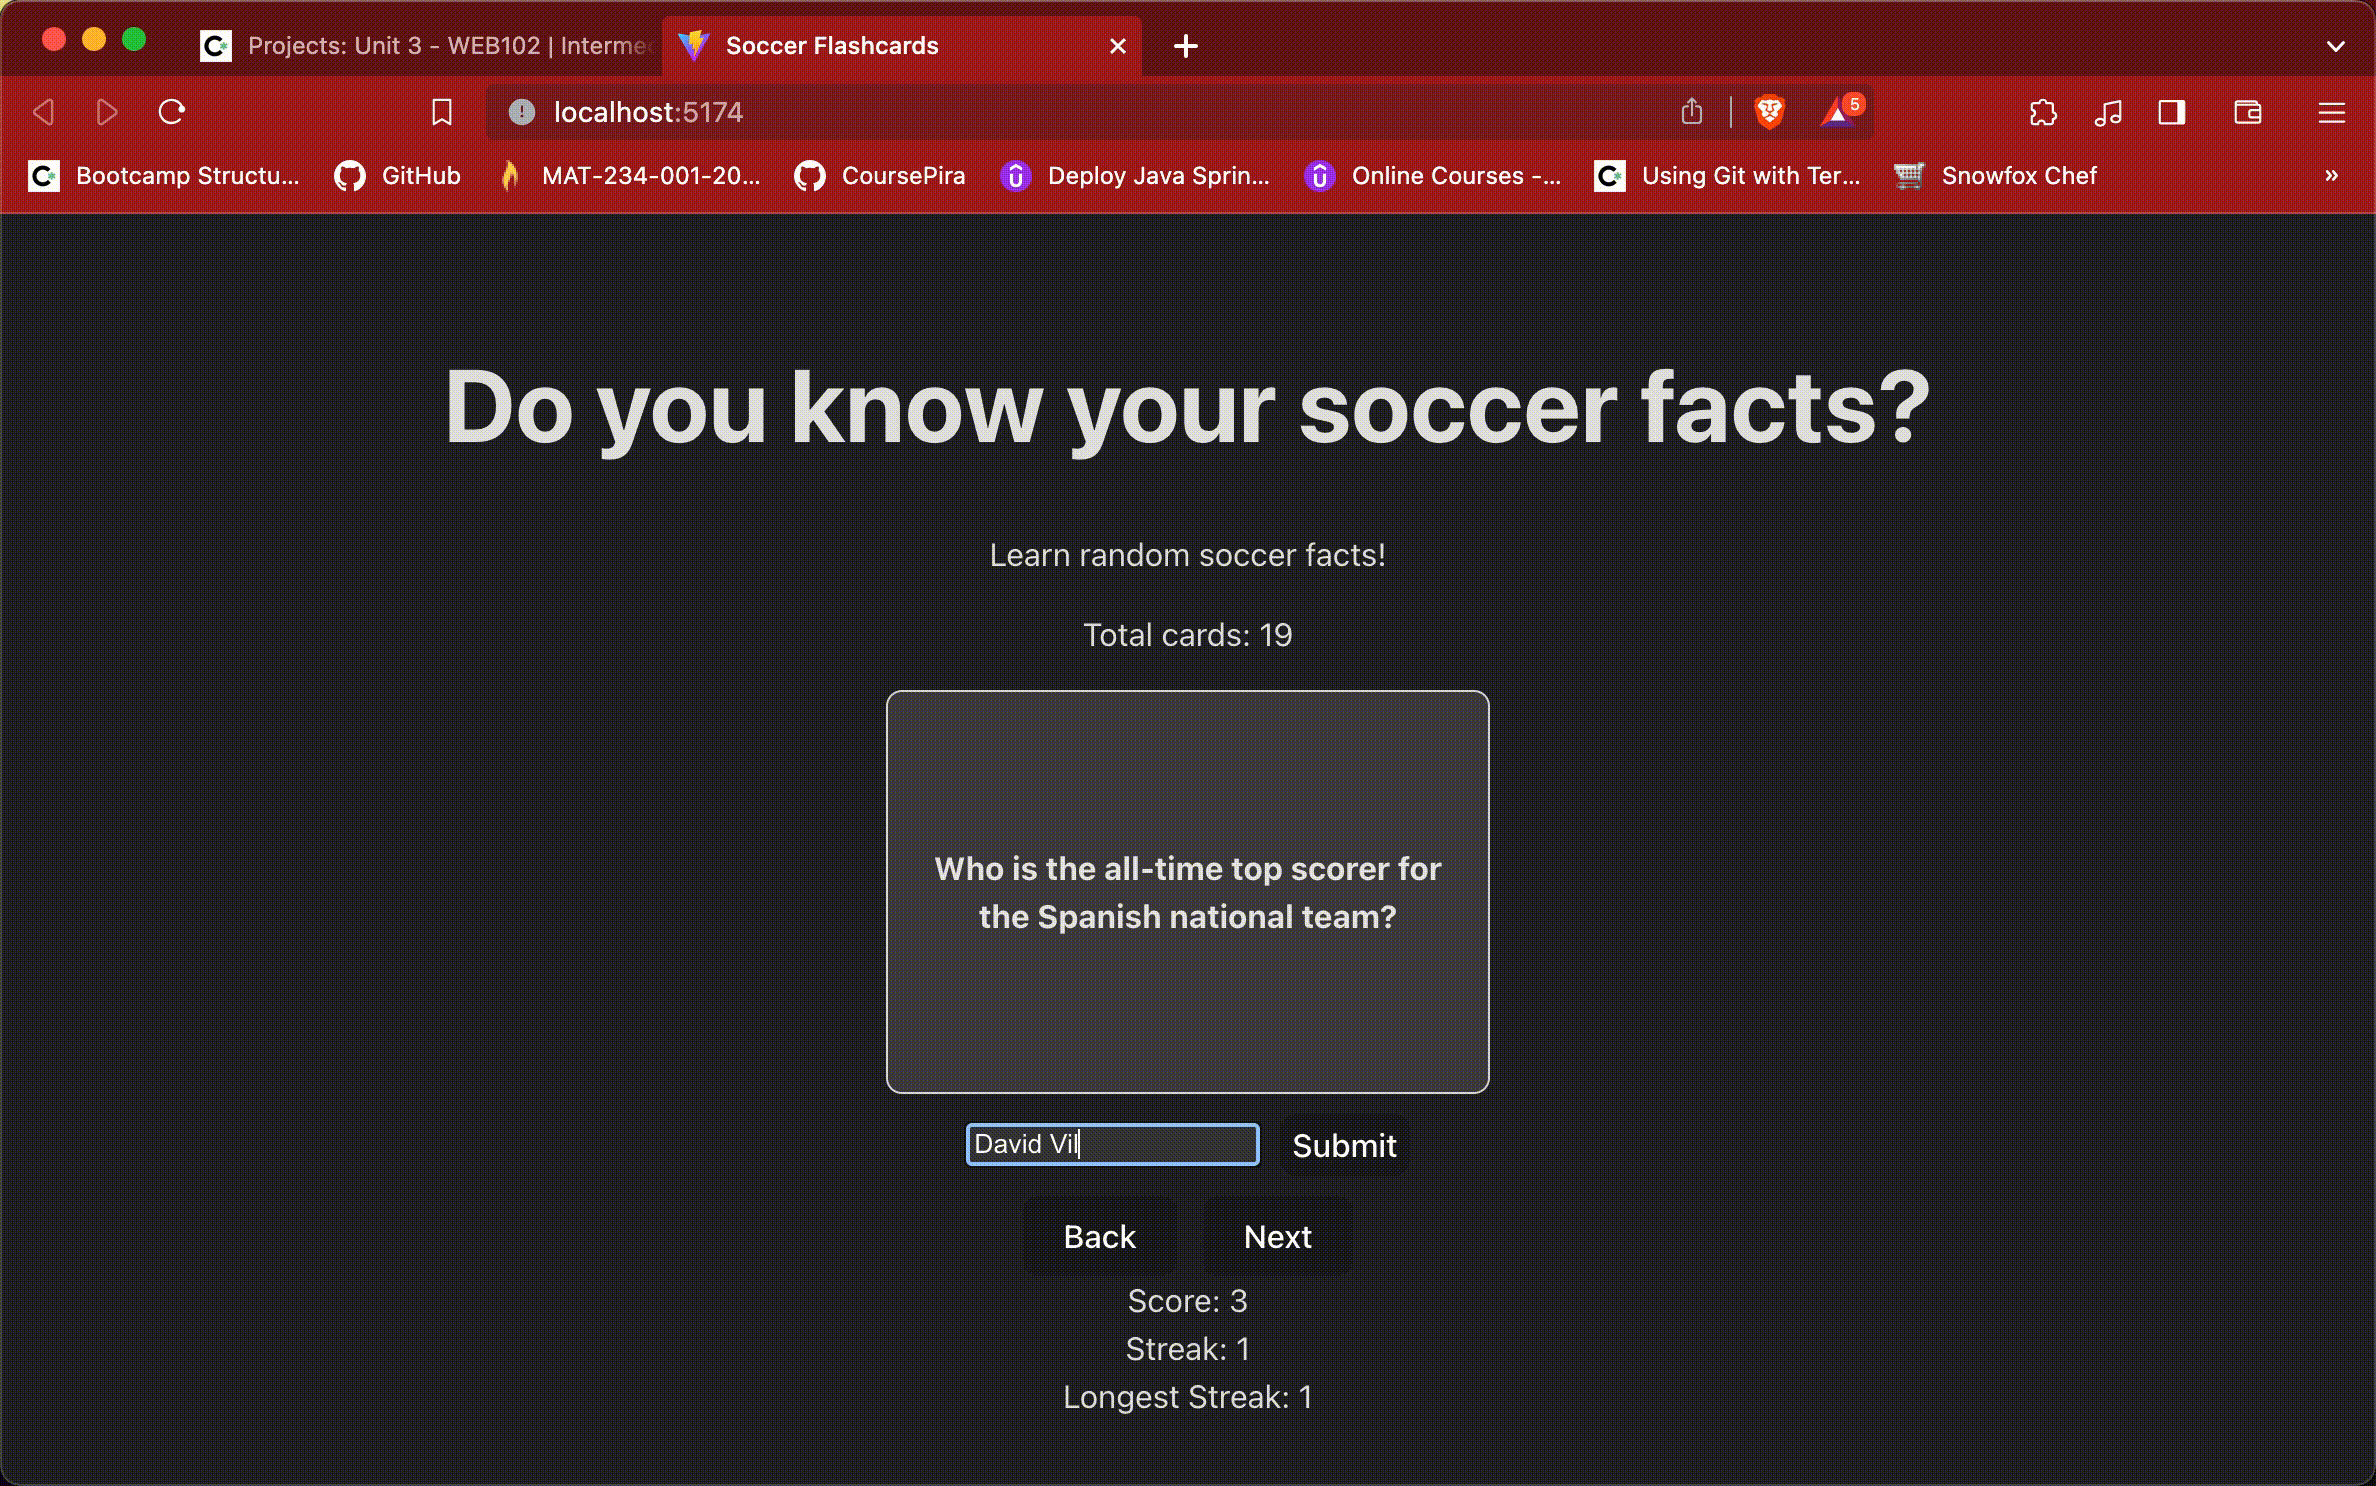 Projects: Unit 3 - WEB102 | Interme
Soccer Flashcards
localhost:5174
5
Bootcamp Structu...
GitHub
MAT-234-001-20...
CoursePira
Deploy Java Sprin...
Online Courses -...
Using Git with Ter...
Snowfox Chef
»
Do you know your soccer facts?
Learn random soccer facts!
Total cards: 19
Who is the all-time top scorer for
the Spanish national team?
David Vil
Submit
Back
Next
Score: 3
Streak: 1
Longest Streak: 1